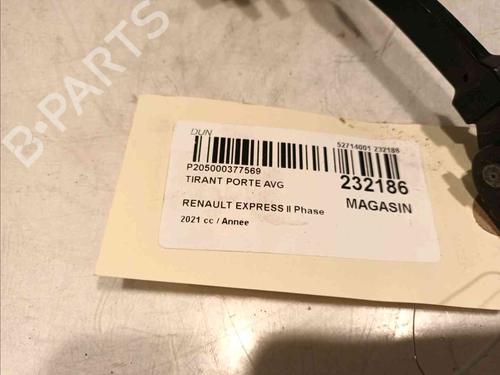 B-PARTS
DUN
52714001 232186
P205000377569
TIRANT PORTE AVG
232186
RENAULT EXPRESS II Phase
MAGASIN
2021 cc / Annee